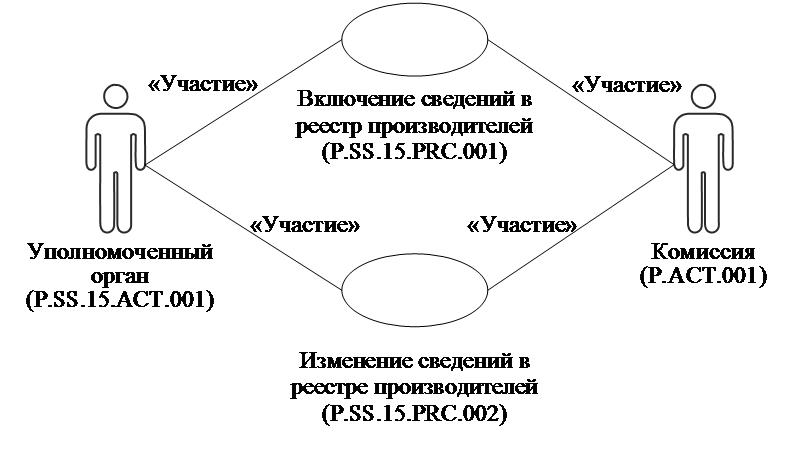 «Участие»
«Участие»
Включение сведений в
реестр производителей
(P.SS.15.PRC.001)
«Участие»
«Участие»
Уполномоченный
орган
(P.SS.15.ACT.001)
Комиссия
(P.ACT.001)
Изменение сведений в
реестре производителей
(P.SS.15.PRC.002)